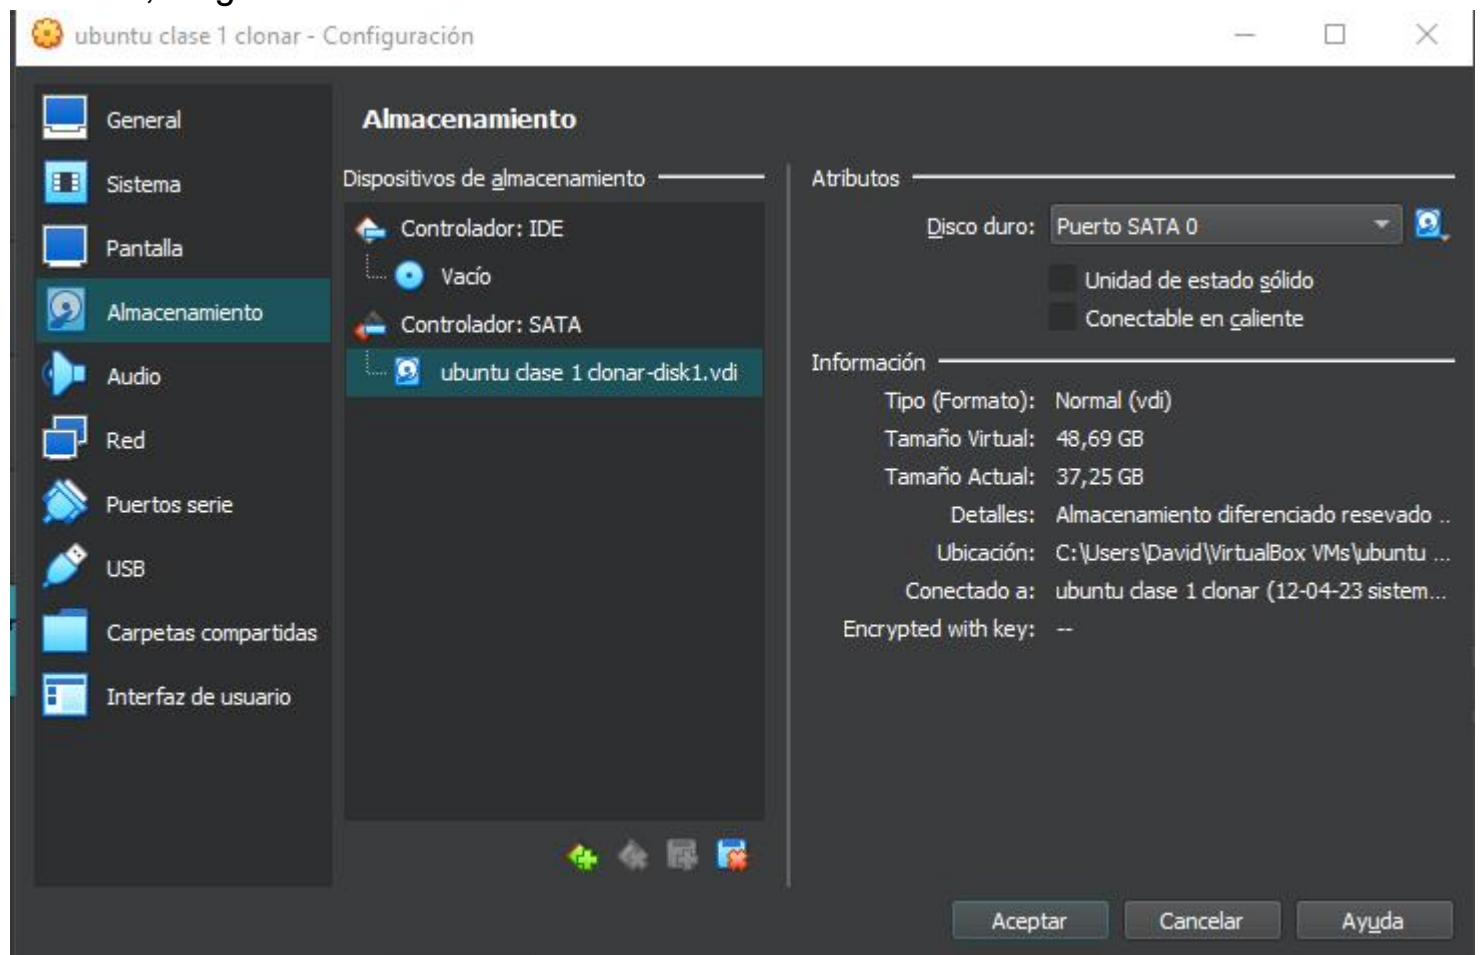 ubuntu clase 1 clonar - Configuración
General
Sistema
Pantalla
Almacenamiento
Audio
Red
Puertos serie
USB
Carpetas compartidas
Interfaz de usuario
Almacenamiento
Dispositivos de almacenamiento
Controlador: IDE
Vacío
Controlador: SATA
ubuntu clase 1 clonar-disk1.vdi
Atributos
Disco duro: Puerto SATA 0
Unidad de estado sólido
Conectable en caliente
Información
Tipo (Formato): Normal (vdi)
Tamaño Virtual: 48,69 GB
Tamaño Actual: 37,25 GB
Detalles: Almacenamiento diferenciado resevado ..
Ubicación: C:\Users\David\VirtualBox VMs\ubuntu ...
Conectado a: ubuntu clase 1 clonar (12-04-23 sistem...
Encrypted with key: --
Aceptar
Cancelar
Ayuda